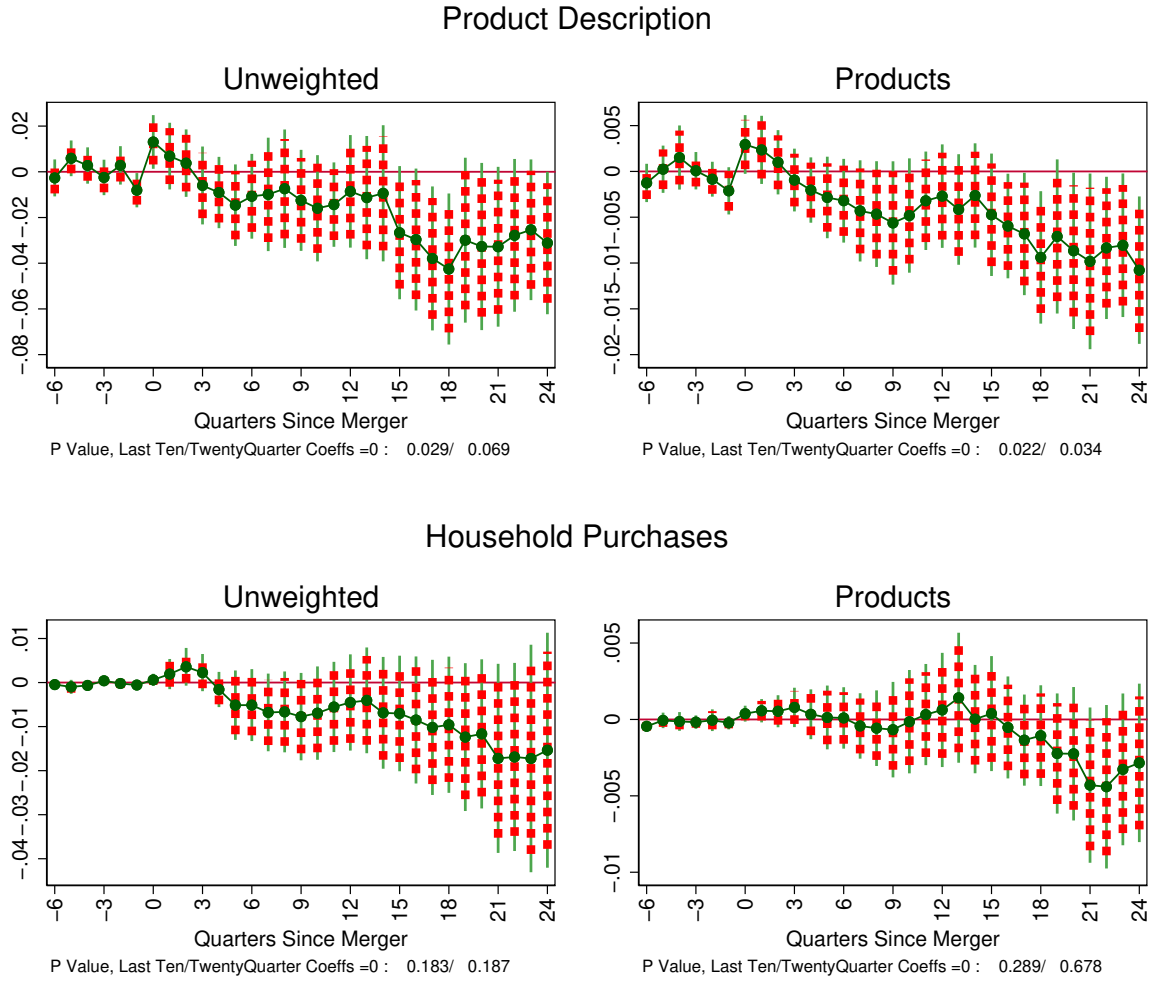 Product Description
Unweighted
.02
0
-.02
-.04
-.06
-.08
-6 -3 0 3 6 9 12 15 18 21 24
Quarters Since Merger
P Value, Last Ten/TwentyQuarter Coeffs =0 : 0.029/ 0.069
Products
.005
0
-.005
-.01
-.015
-.02
-6 -3 0 3 6 9 12 15 18 21 24
Quarters Since Merger
P Value, Last Ten/TwentyQuarter Coeffs =0 : 0.022/ 0.034
Household Purchases
Unweighted
.01
0
-.01
-.02
-.03
-.04
-6 -3 0 3 6 9 12 15 18 21 24
Quarters Since Merger
P Value, Last Ten/TwentyQuarter Coeffs =0 : 0.183/ 0.187
Products
.005
0
-.005
-.01
-6 -3 0 3 6 9 12 15 18 21 24
Quarters Since Merger
P Value, Last Ten/TwentyQuarter Coeffs =0 : 0.289/ 0.678